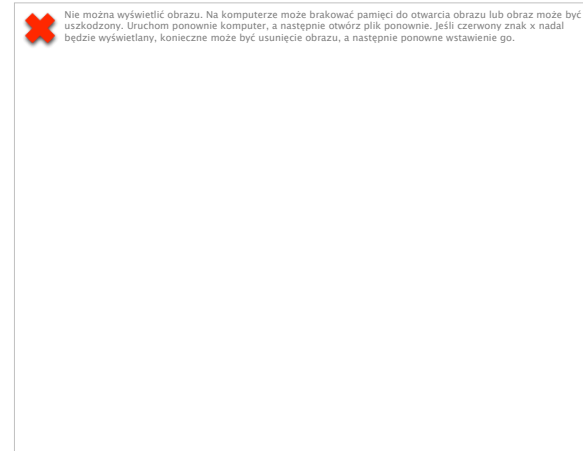 Nie można wyświetlić obrazu. Na komputerze może brakować pamięci do otwarcia obrazu lub obraz może być
uszkodzony. Uruchom ponownie komputer, a następnie otwórz plik ponownie. Jeśli czerwony znak x nadal
będzie wyświetlany, konieczne może być usunięcie obrazu, a następnie ponowne wstawienie go.